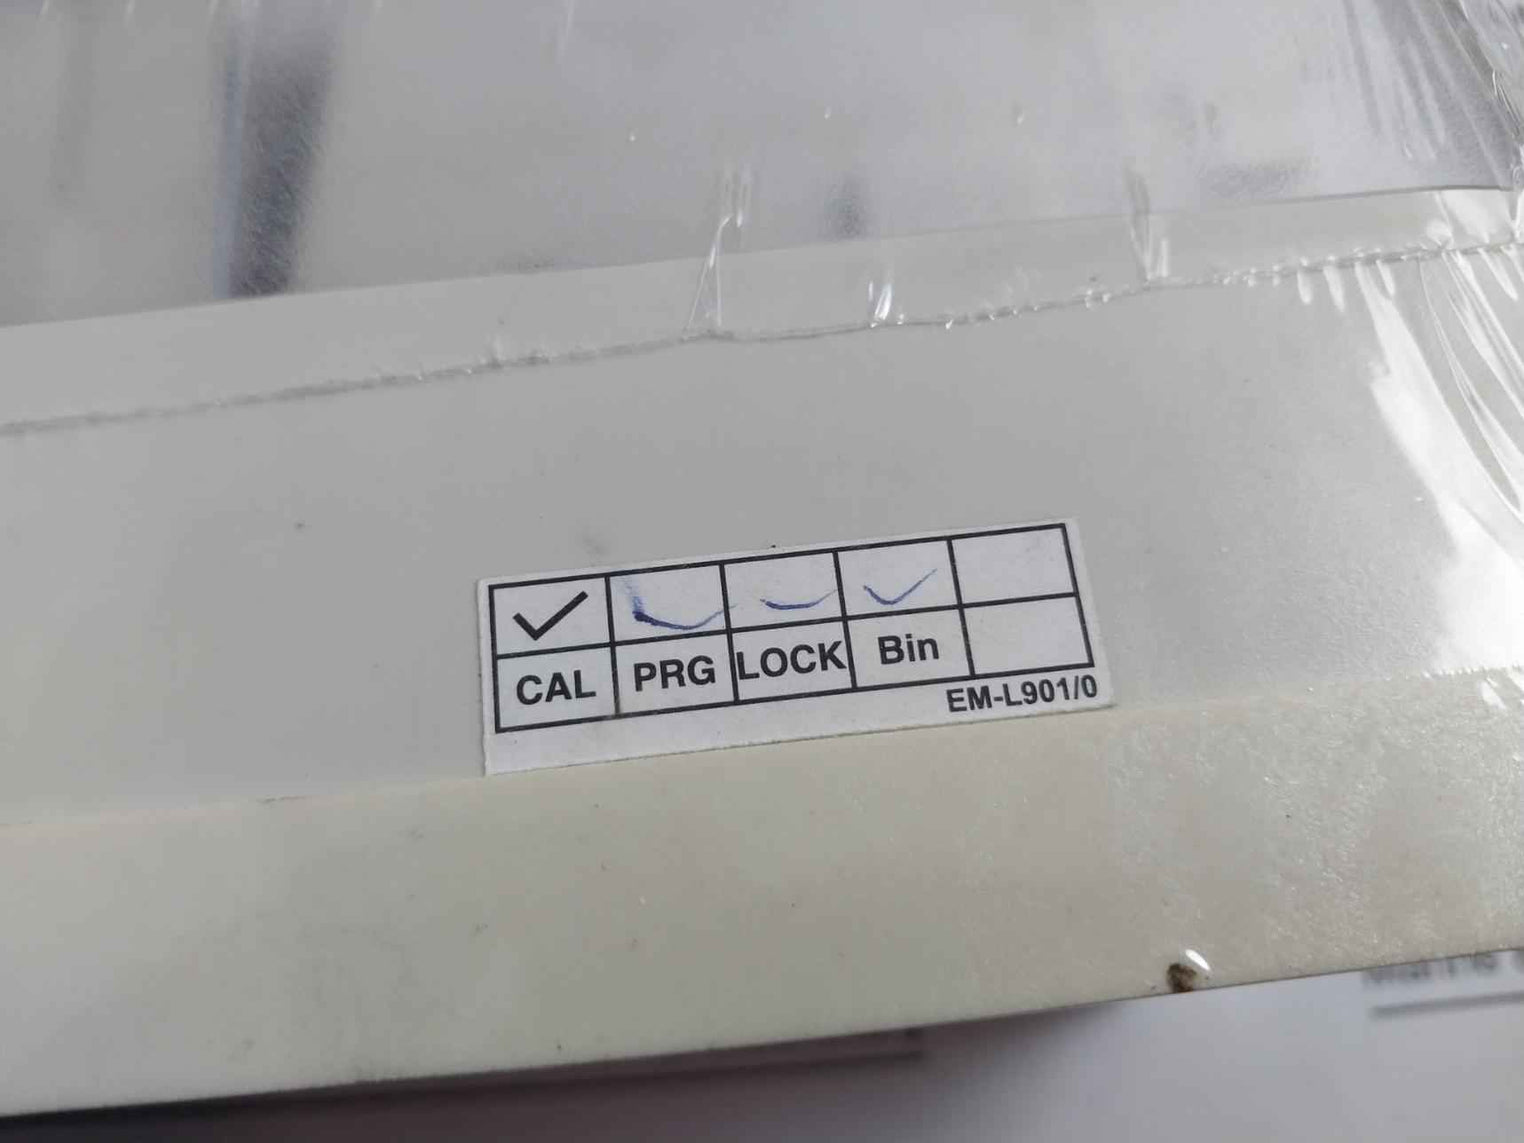 ✓
CAL PRG LOCK Bin
EM-L901/0